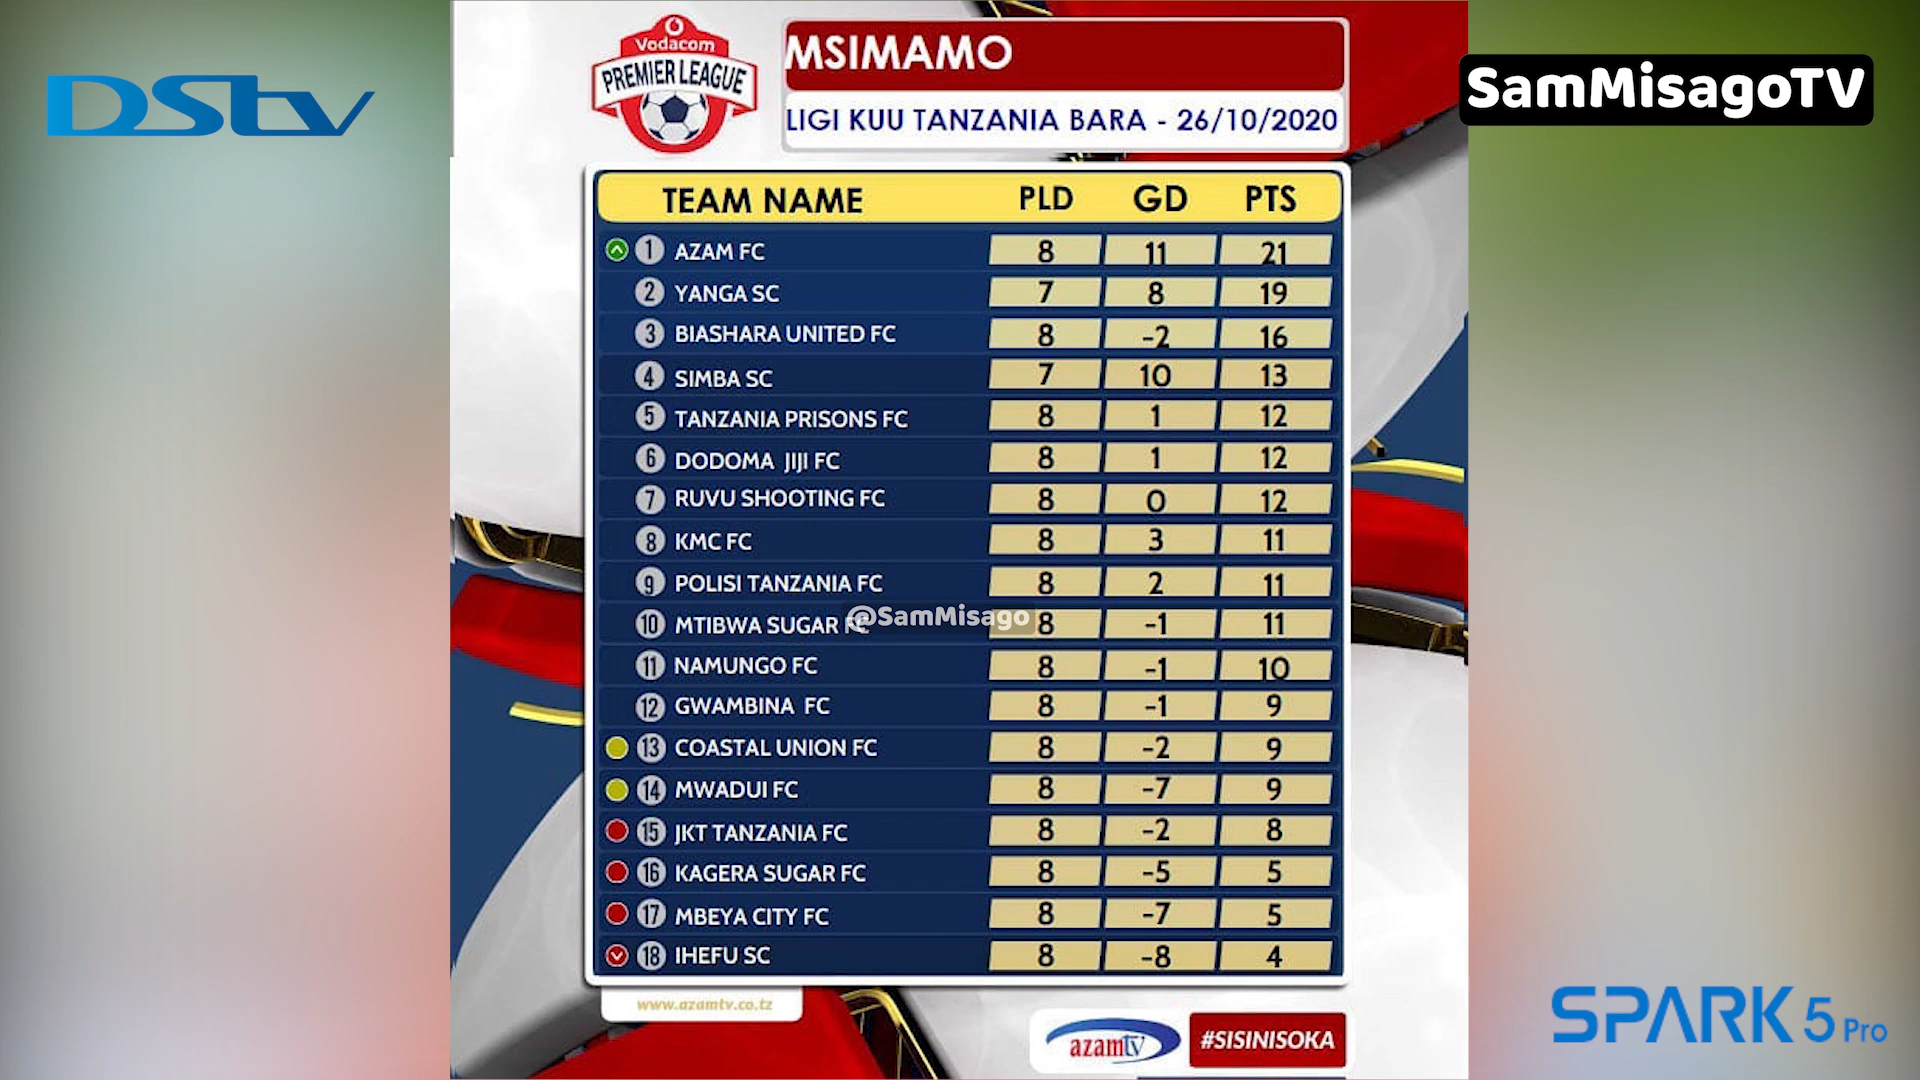 DStv
Vodacom
PREMIER LEAGUE
MSIMAMO
LIGI KUU TANZANIA BARA - 26/10/2020
SamMisagoTV
TEAM NAME PLD GD PTS
1 AZAM FC 8 11 21
2 YANGA SC 7 8 19
3 BIASHARA UNITED FC 8 -2 16
4 SIMBA SC 7 10 13
5 TANZANIA PRISONS FC 8 1 12
6 DODOMA JIJI FC 8 1 12
7 RUVU SHOOTING FC 8 0 12
8 KMC FC 8 3 11
9 POLISI TANZANIA FC 8 2 11
10 MTIBWA SUGAR FC 8 -1 11
@SamMisago
11 NAMUNGO FC 8 -1 10
12 GWAMBINA FC 8 -1 9
13 COASTAL UNION FC 8 -2 9
14 MWADUI FC 8 -7 9
15 JKT TANZANIA FC 8 -2 8
16 KAGERA SUGAR FC 8 -5 5
17 MBEYA CITY FC 8 -7 5
18 IHEFU SC 8 -8 4
www.azamtv.co.tz
azamtv
#SISINISOKA
SPARK 5 Pro